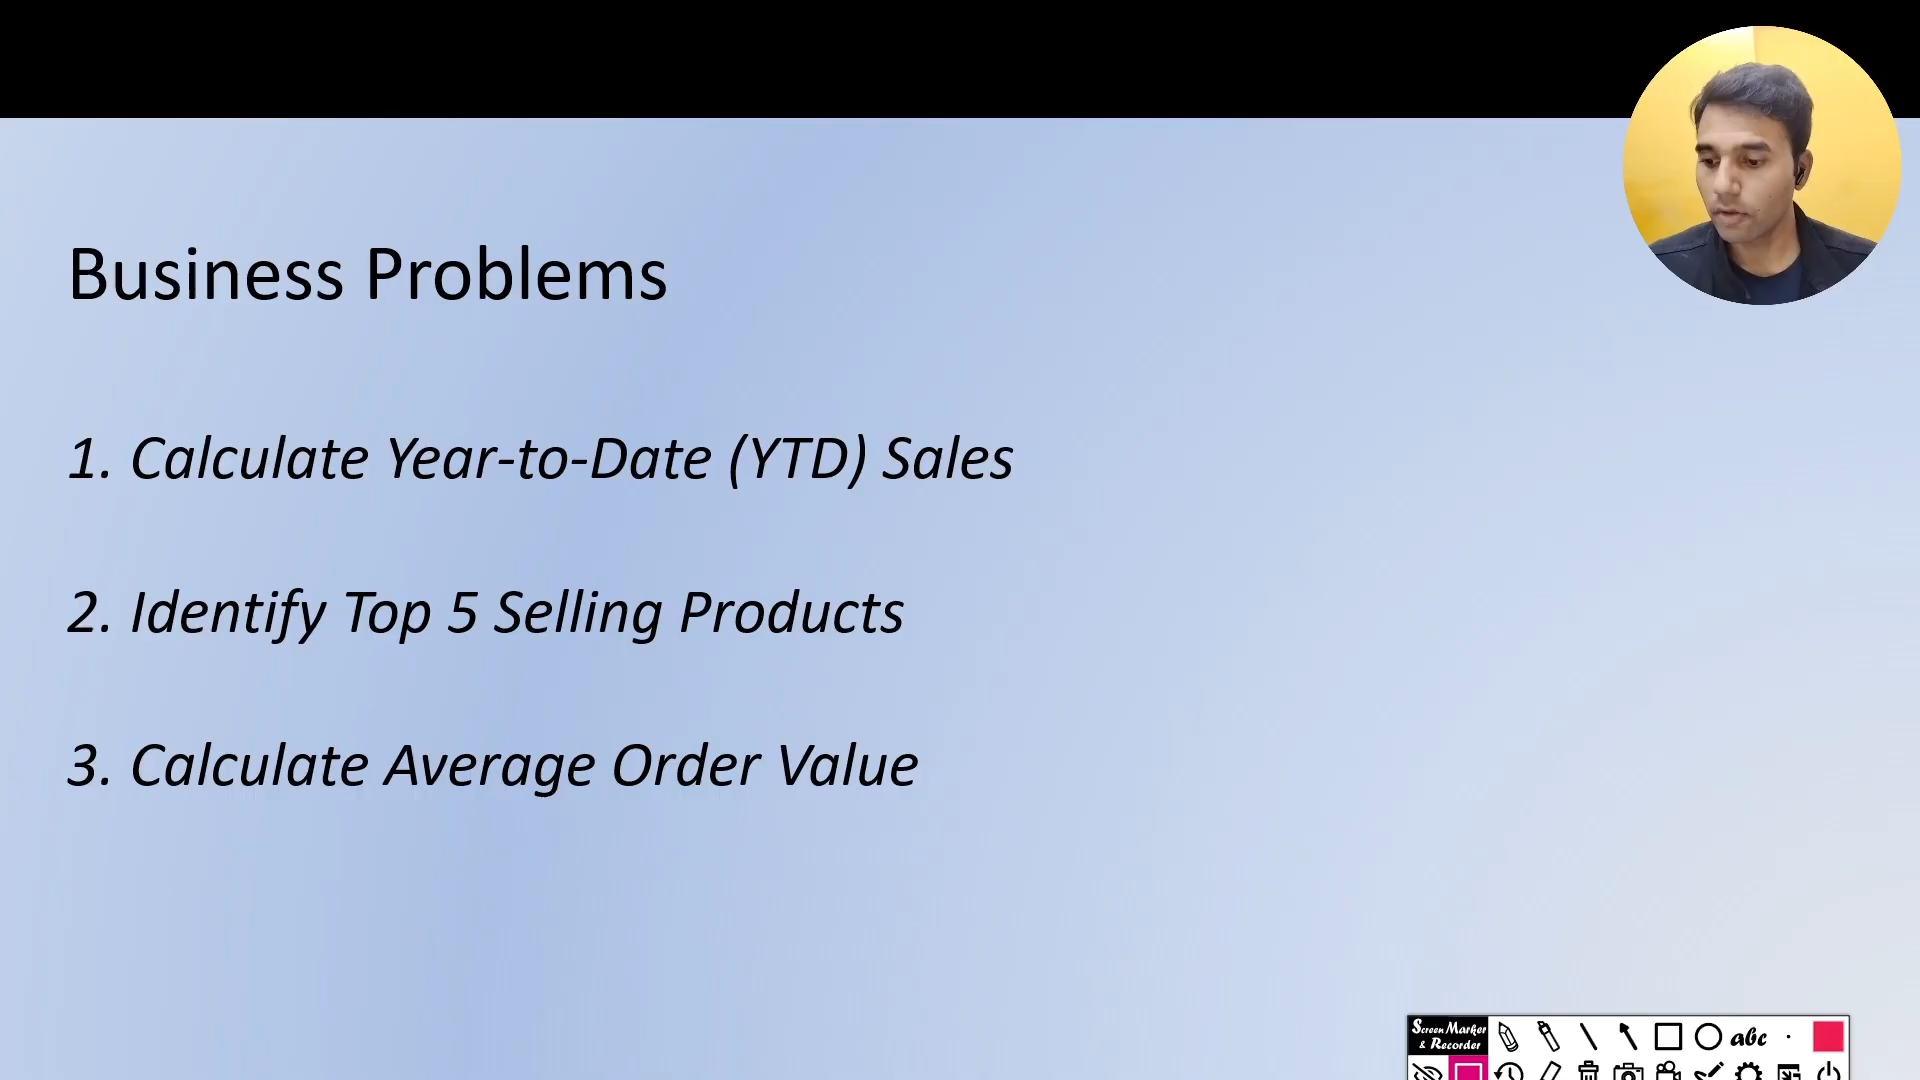 Business Problems
1. Calculate Year-to-Date (YTD) Sales
2. Identify Top 5 Selling Products
3. Calculate Average Order Value
Screen Marker
& Recorder
abc